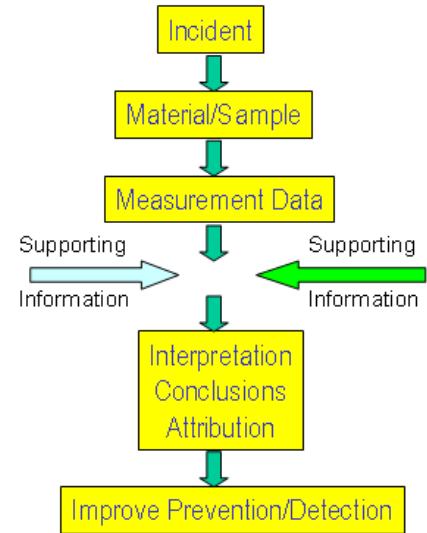 Incident
Material/Sample
Measurement Data
Supporting
Information
Supporting
Information
Interpretation
Conclusions
Attribution
Improve Prevention/Detection